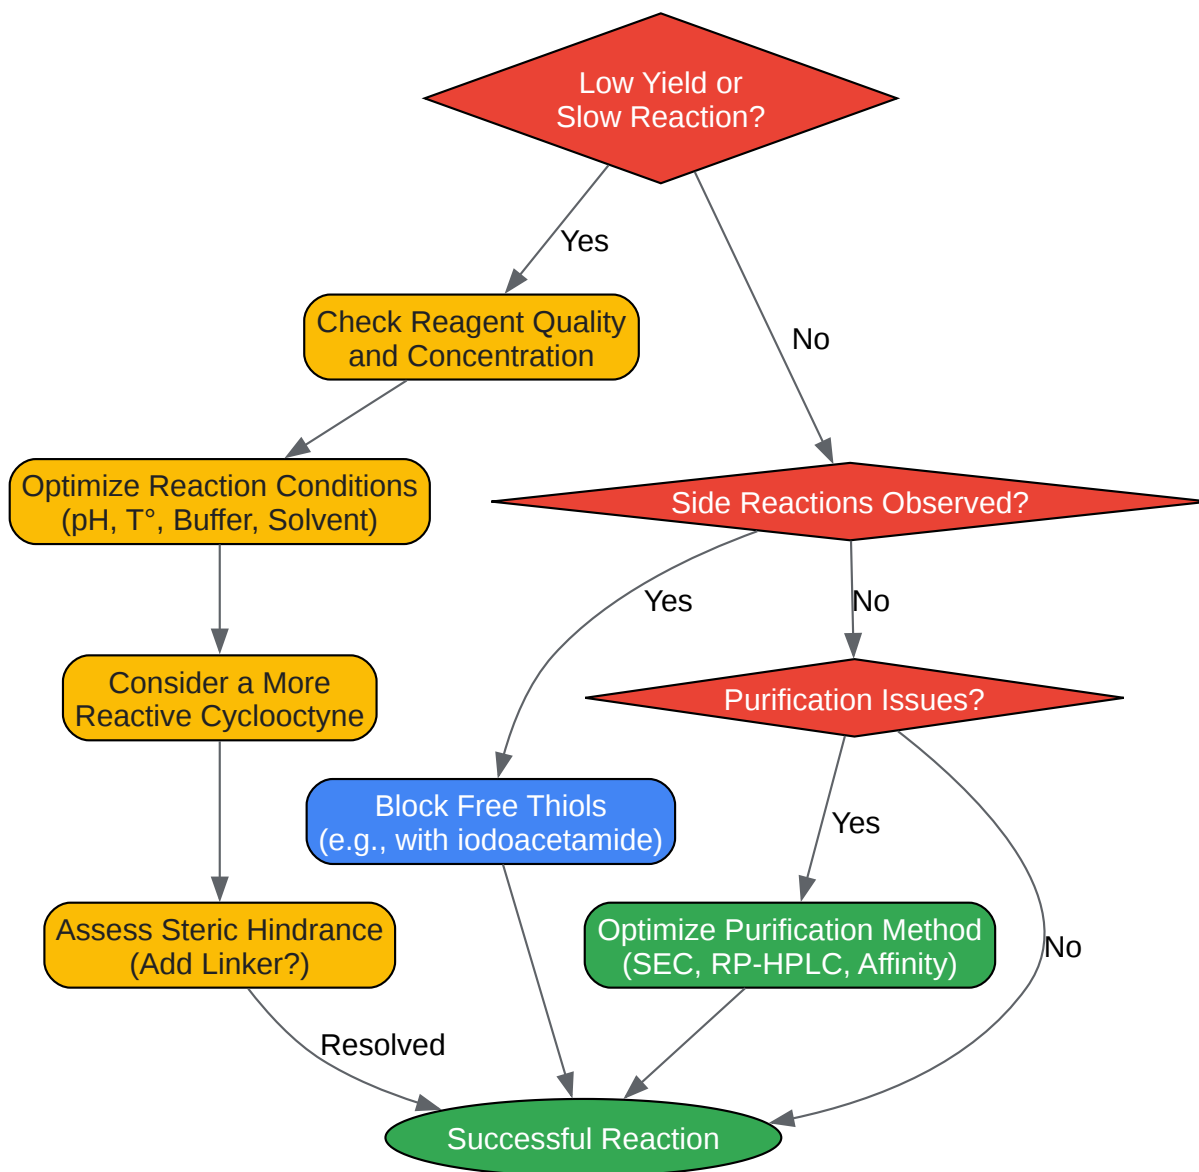 Low Yield or
Slow Reaction?
Yes
Check Reagent Quality
and Concentration
No
Optimize Reaction Conditions
(pH, T°, Buffer, Solvent)
Side Reactions Observed?
Yes
No
Consider a More
Reactive Cyclooctyne
Purification Issues?
Block Free Thiols
(e.g., with iodoacetamide)
Yes
Assess Steric Hindrance
(Add Linker?)
Optimize Purification Method
(SEC, RP-HPLC, Affinity)
No
Resolved
Successful Reaction